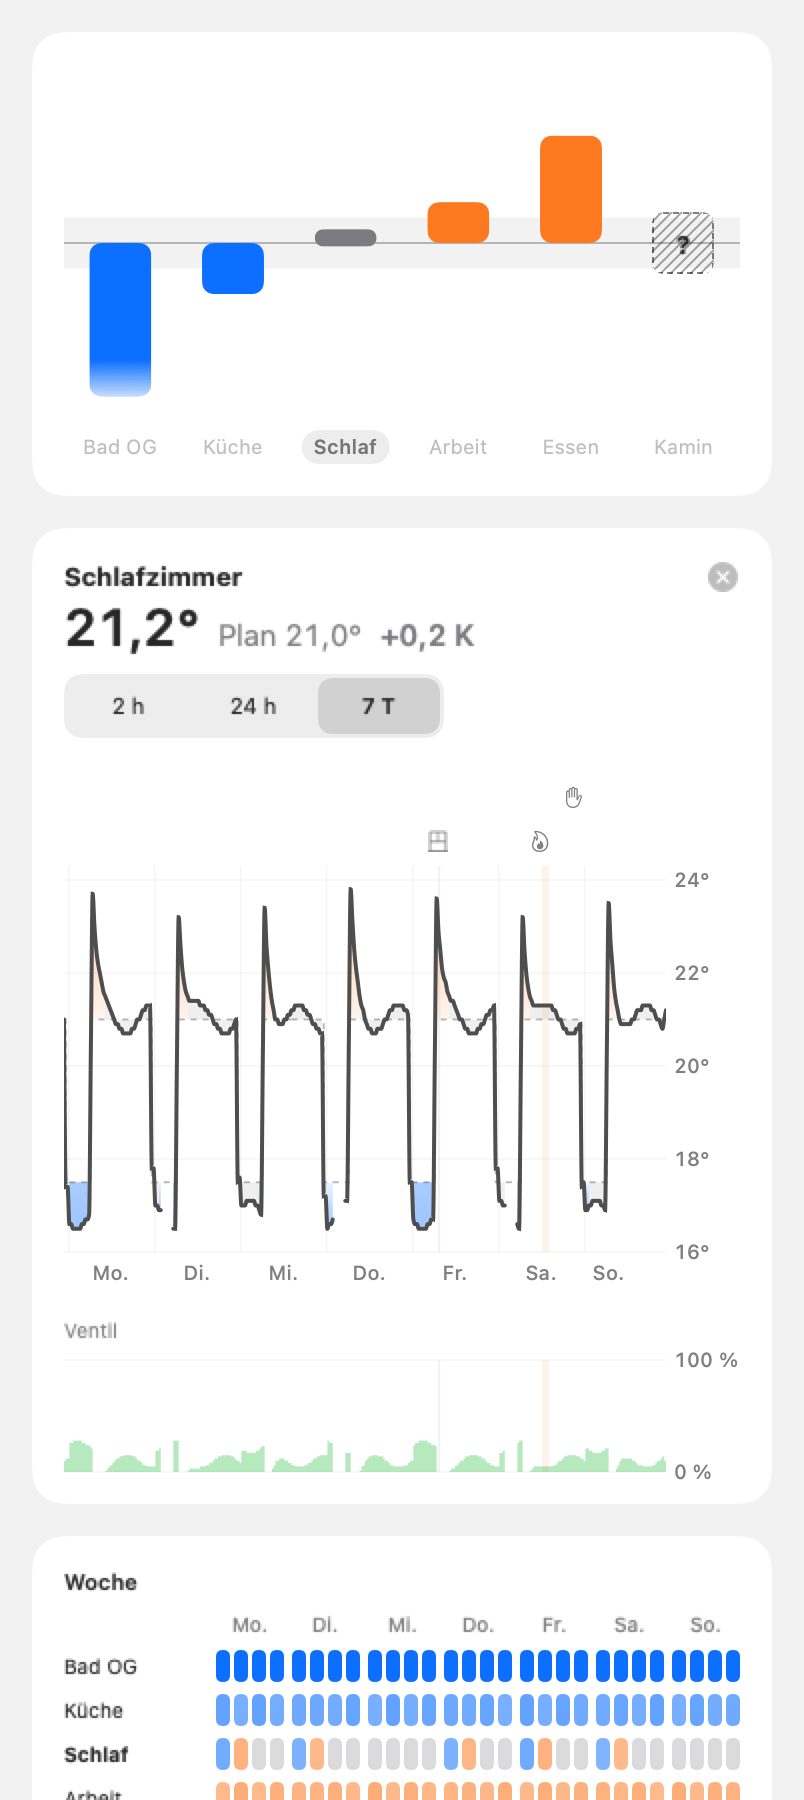 ?
Bad OG Küche Schlaf Arbeit Essen Kamin
Schlafzimmer
21,2° Plan 21,0° +0,2 K
2 h 24 h 7 T
24°
22°
20°
18°
16°
Mo. Di. Mi. Do. Fr. Sa. So.
Ventil
100 %
0 %
Woche
Mo. Di. Mi. Do. Fr. Sa. So.
Bad OG
Küche
Schlaf
Arbeit